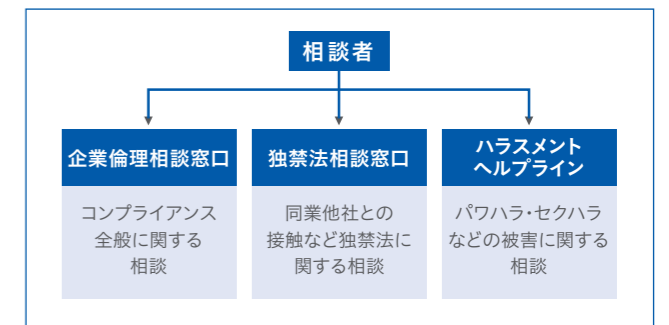 相談者
企業倫理相談窓口
コンプライアンス
全般に関する
相談
独禁法相談窓口
同業他社との
接触など独禁法に
関する相談
ハラスメント
ヘルプライン
パワハラ・セクハラ
などの被害に関する
相談